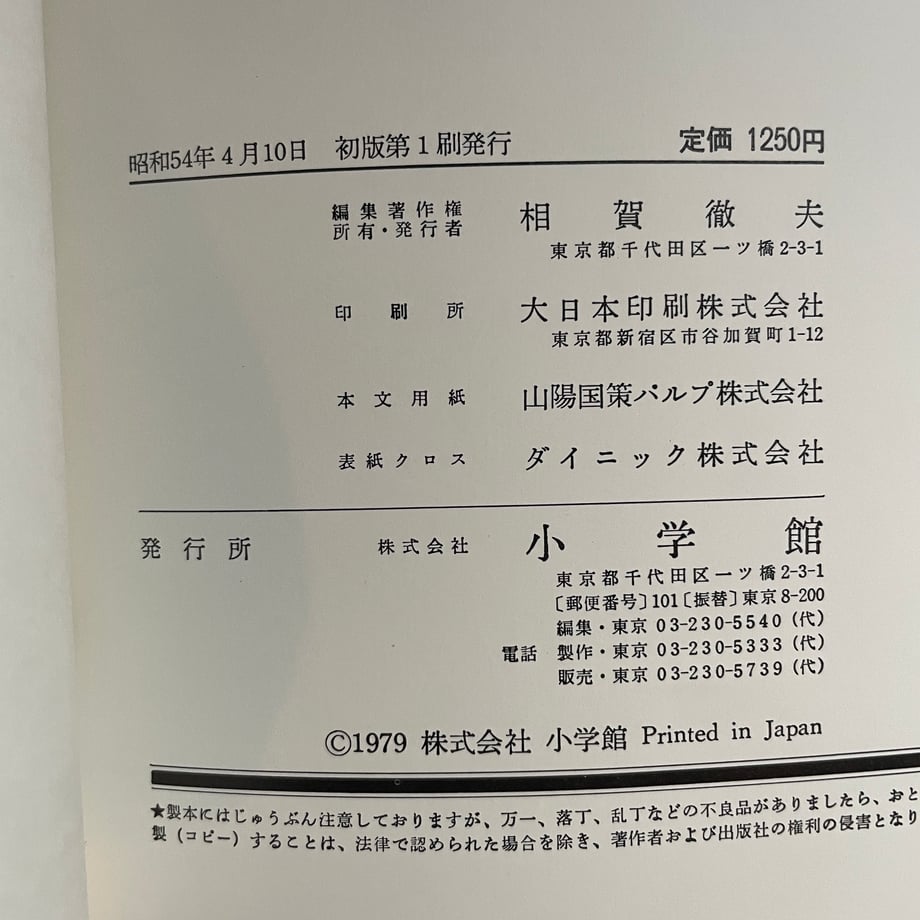 昭和54年4月10日　初版第1刷発行　定価 1250円
編集著作権
所有・発行者　相賀徹夫
東京都千代田区一ツ橋2-3-1
印刷所　大日本印刷株式会社
東京都新宿区市谷加賀町1-12
本文用紙　山陽国策パルプ株式会社
表紙クロス　ダイニック株式会社
発行所　株式会社　小学館
東京都千代田区一ツ橋2-3-1
〔郵便番号〕101〔振替〕東京8-200
編集・東京 03-230-5540（代）
電話　製作・東京 03-230-5333（代）
販売・東京 03-230-5739（代）
©1979 株式会社 小学館 Printed in Japan
★製本にはじゅうぶん注意しておりますが、万一、落丁、乱丁などの不良品がありましたら、おと
製（コピー）することは、法律で認められた場合を除き、著作者および出版社の権利の侵害となり